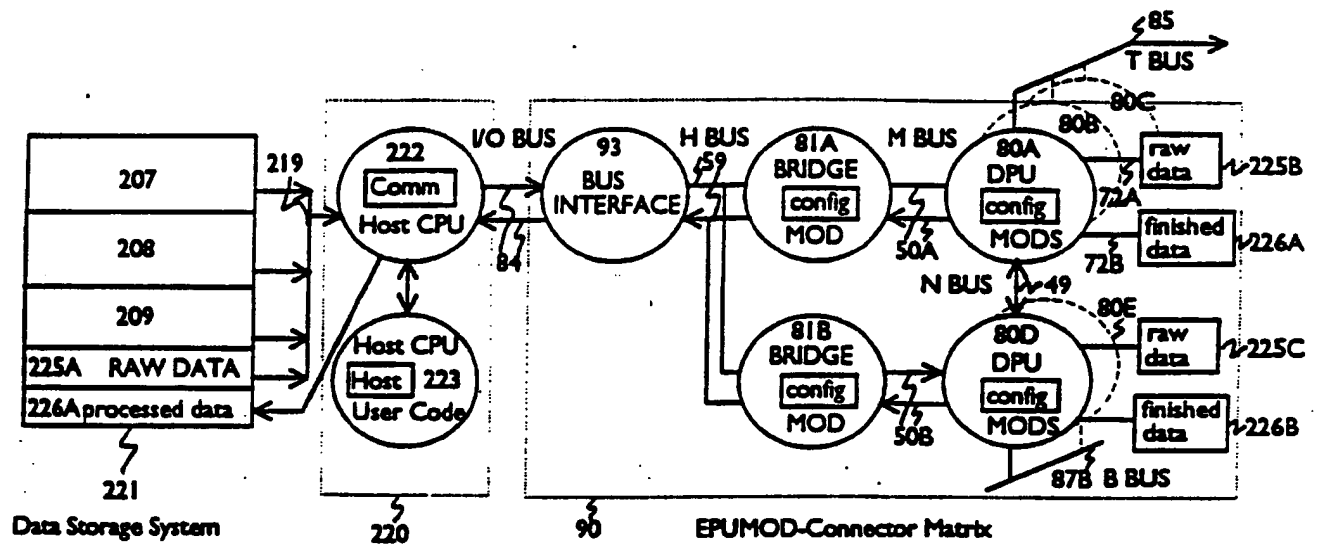 85
T BUS
80C
80B
219
207
208
209
225A RAW DATA
226A processed data
221
Data Storage System
222
Comm
Host CPU
Host CPU
Host 223
User Code
220
I/O BUS
84
93
BUS
INTERFACE
H BUS
59
81A
BRIDGE
config
MOD
M BUS
50A
80A
DPU
config
MODS
72A
72B
raw
data
225B
finished
data
226A
N BUS
49
80E
81B
BRIDGE
config
MOD
50B
80D
DPU
config
MODS
raw
data
225C
finished
data
226B
87B B BUS
90
EPUMOD-Connector Matrix